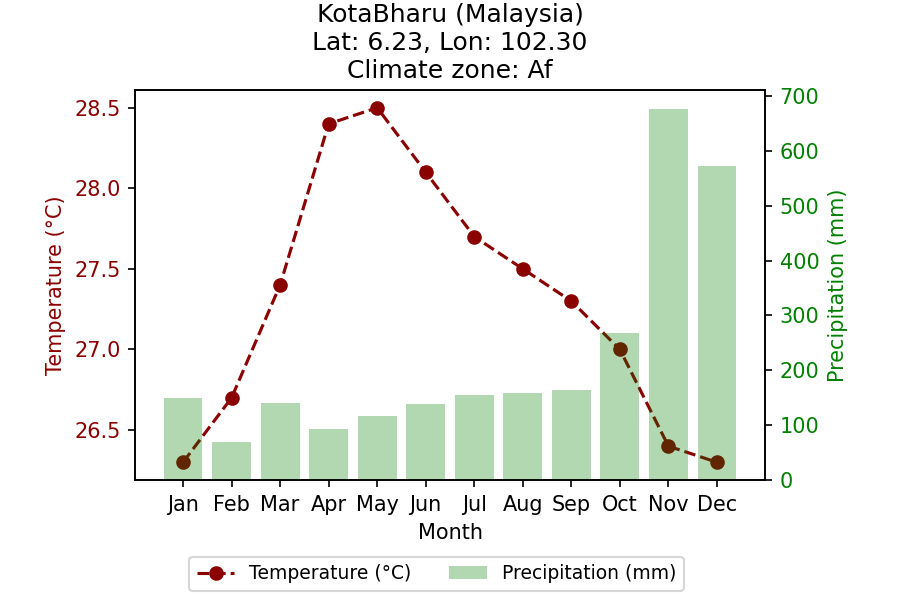 KotaBharu (Malaysia)
Lat: 6.23, Lon: 102.30
Climate zone: Af
28.5
28.0
27.5
27.0
26.5
Temperature (°C)
700
600
500
400
300
200
100
0
Precipitation (mm)
Jan Feb Mar Apr May Jun Jul Aug Sep Oct Nov Dec
Month
Temperature (°C) Precipitation (mm)